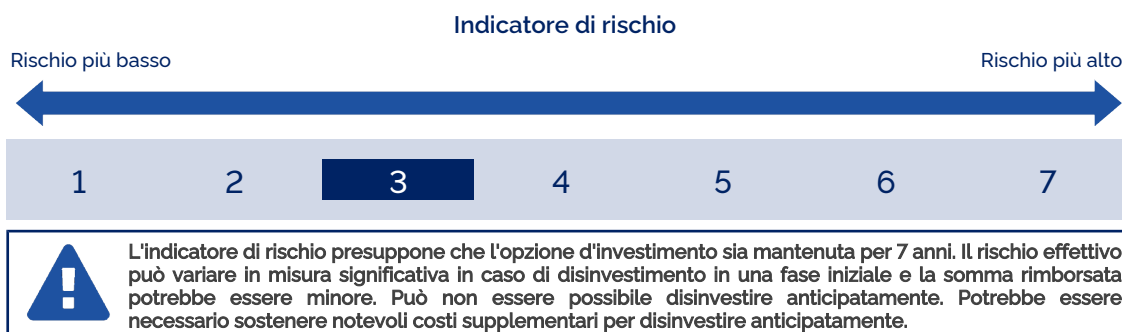 Indicatore di rischio
Rischio più basso
Rischio più alto
1 2 3 4 5 6 7
L'indicatore di rischio presuppone che l'opzione d'investimento sia mantenuta per 7 anni. Il rischio effettivo
può variare in misura significativa in caso di disinvestimento in una fase iniziale e la somma rimborsata
potrebbe essere minore. Può non essere possibile disinvestire anticipatamente. Potrebbe essere
necessario sostenere notevoli costi supplementari per disinvestire anticipatamente.